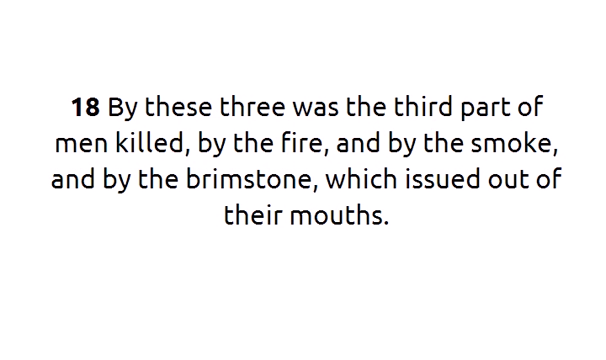 18 By these three was the third part of
men killed, by the fire, and by the smoke,
and by the brimstone, which issued out of
their mouths.